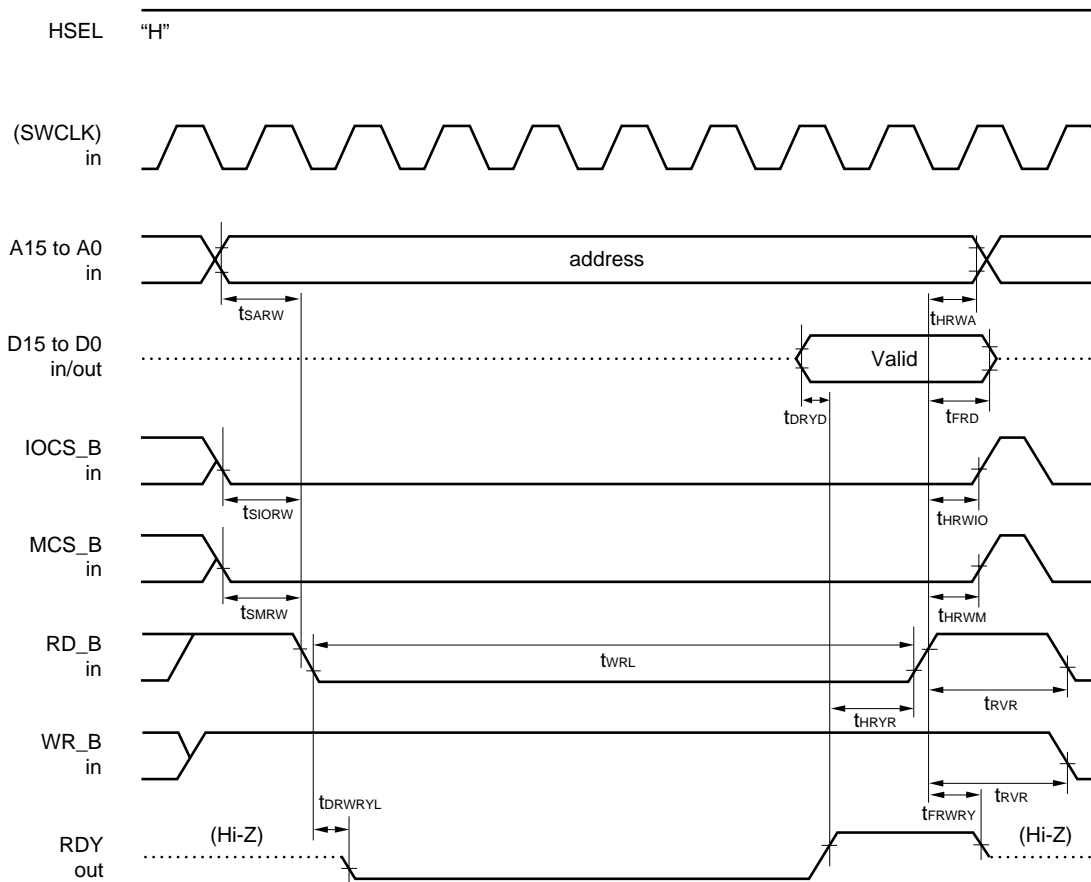 HSEL “H”
(SWCLK)
in
A15 to A0
in
address
tSARW
tHRWA
D15 to D0
in/out
Valid
tDRYD
tFRD
IOCS_B
in
tSIORW
tHRWIO
MCS_B
in
tSMRW
tHRWM
RD_B
in
tWRL
tHRYR
tRVR
WR_B
in
tDRWRYL
tRVR
tFRWRY
RDY
out
(Hi-Z)
(Hi-Z)